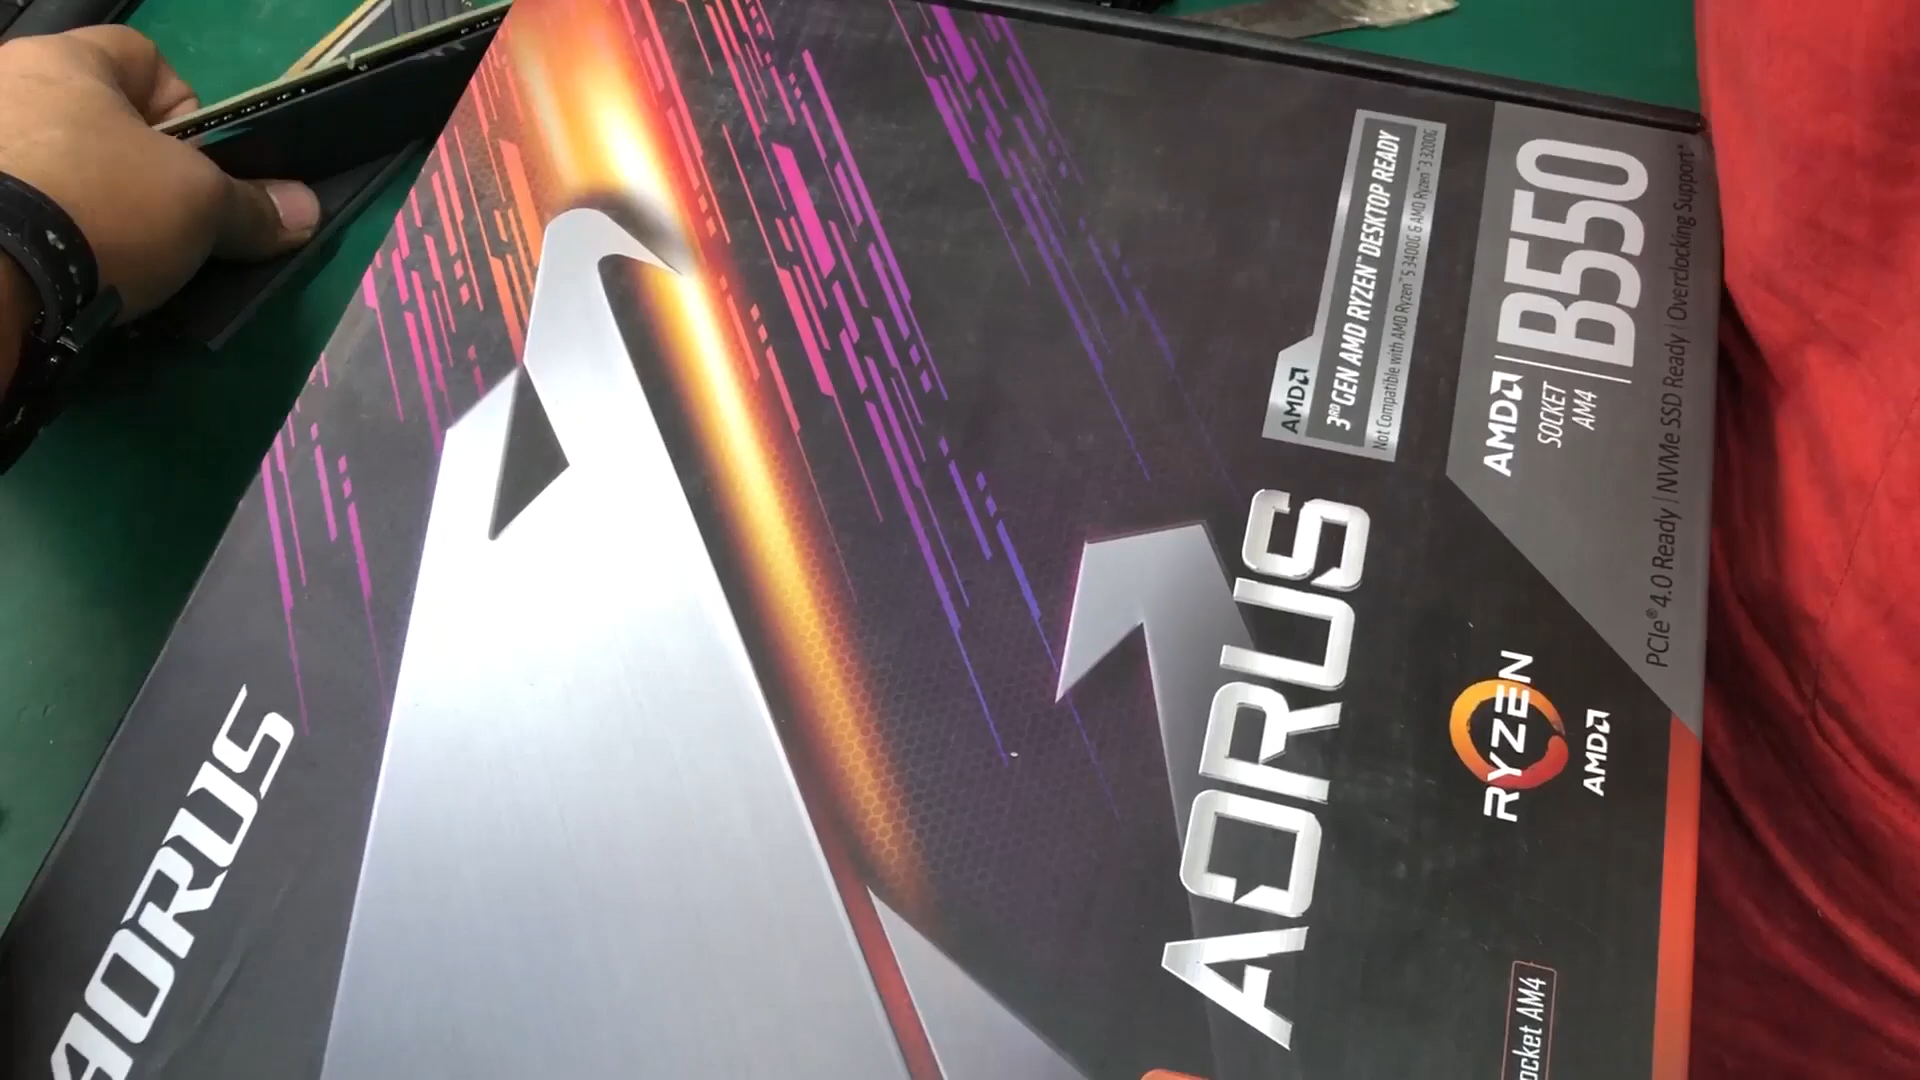 AORUS
AORUS
AMD
3RD GEN AMD RYZEN™ DESKTOP READY
Not Compatible with AMD Ryzen™ 5 3400G & AMD Ryzen™ 3 3200G
AMD
SOCKET
AM4
B550
PCIe® 4.0 Ready | NVMe SSD Ready | Overclocking Support*
RYZEN
AMD
ocket AM4